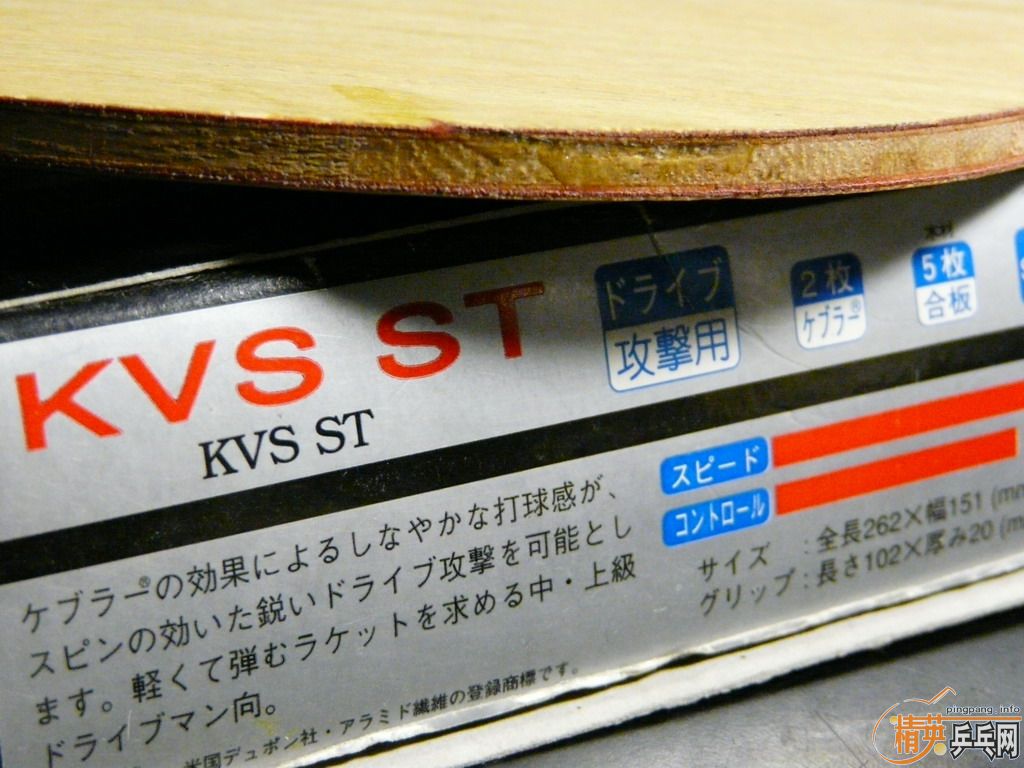 KVS ST
KVS ST
ドライブ
攻撃用
2枚
ケブラー®
5枚
合板
スピード
コントロール
サイズ :全長262×幅151 (mm
グリップ:長さ102×厚み20 (m
ケブラー®の効果によるしなやかな打球感が、
スピンの効いた鋭いドライブ攻撃を可能とし
ます。軽くて弾むラケットを求める中・上級
ドライブマン向。
米国デュポン社・アラミド繊維の登録商標です。
pingpang.info
精英乒乓网